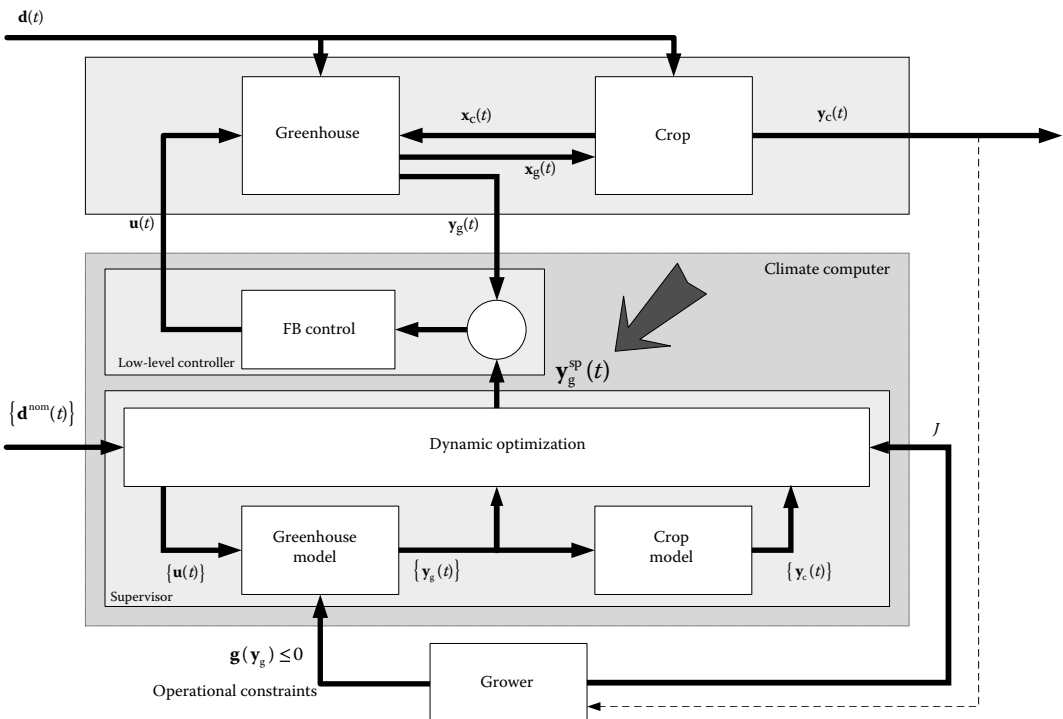 d(t)
Greenhouse
x_c(t)
Crop
y_c(t)
x_g(t)
u(t)
y_g(t)
Climate computer
FB control
Low-level controller
y_g^sp(t)
{d^nom(t)}
Dynamic optimization
J
Greenhouse
model
Crop
model
{u(t)}
{y_g(t)}
{y_c(t)}
Supervisor
g(y_g) ≤ 0
Operational constraints
Grower